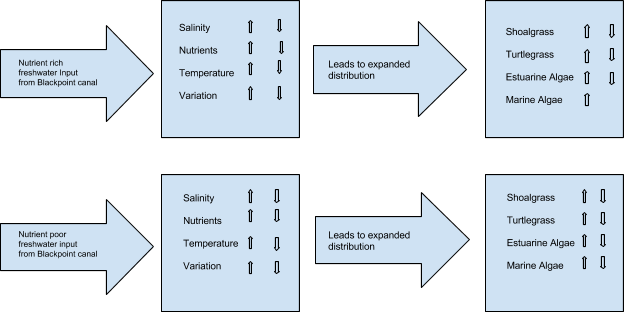 Nutrient rich
freshwater Input
from Blackpoint canal
Salinity ⇧ ⇩
Nutrients ⇧ ⇩
Temperature ⇧ ⇩
Variation ⇧ ⇩
Leads to expanded
distribution
Shoalgrass ⇧ ⇩
Turtlegrass ⇧ ⇩
Estuarine Algae ⇧ ⇩
Marine Algae ⇧
Nutrient poor
freshwater input
from Blackpoint canal
Salinity ⇧ ⇩
Nutrients ⇧ ⇩
Temperature ⇧ ⇩
Variation ⇧ ⇩
Leads to expanded
distribution
Shoalgrass ⇧ ⇩
Turtlegrass ⇧ ⇩
Estuarine Algae ⇧ ⇩
Marine Algae ⇧ ⇩